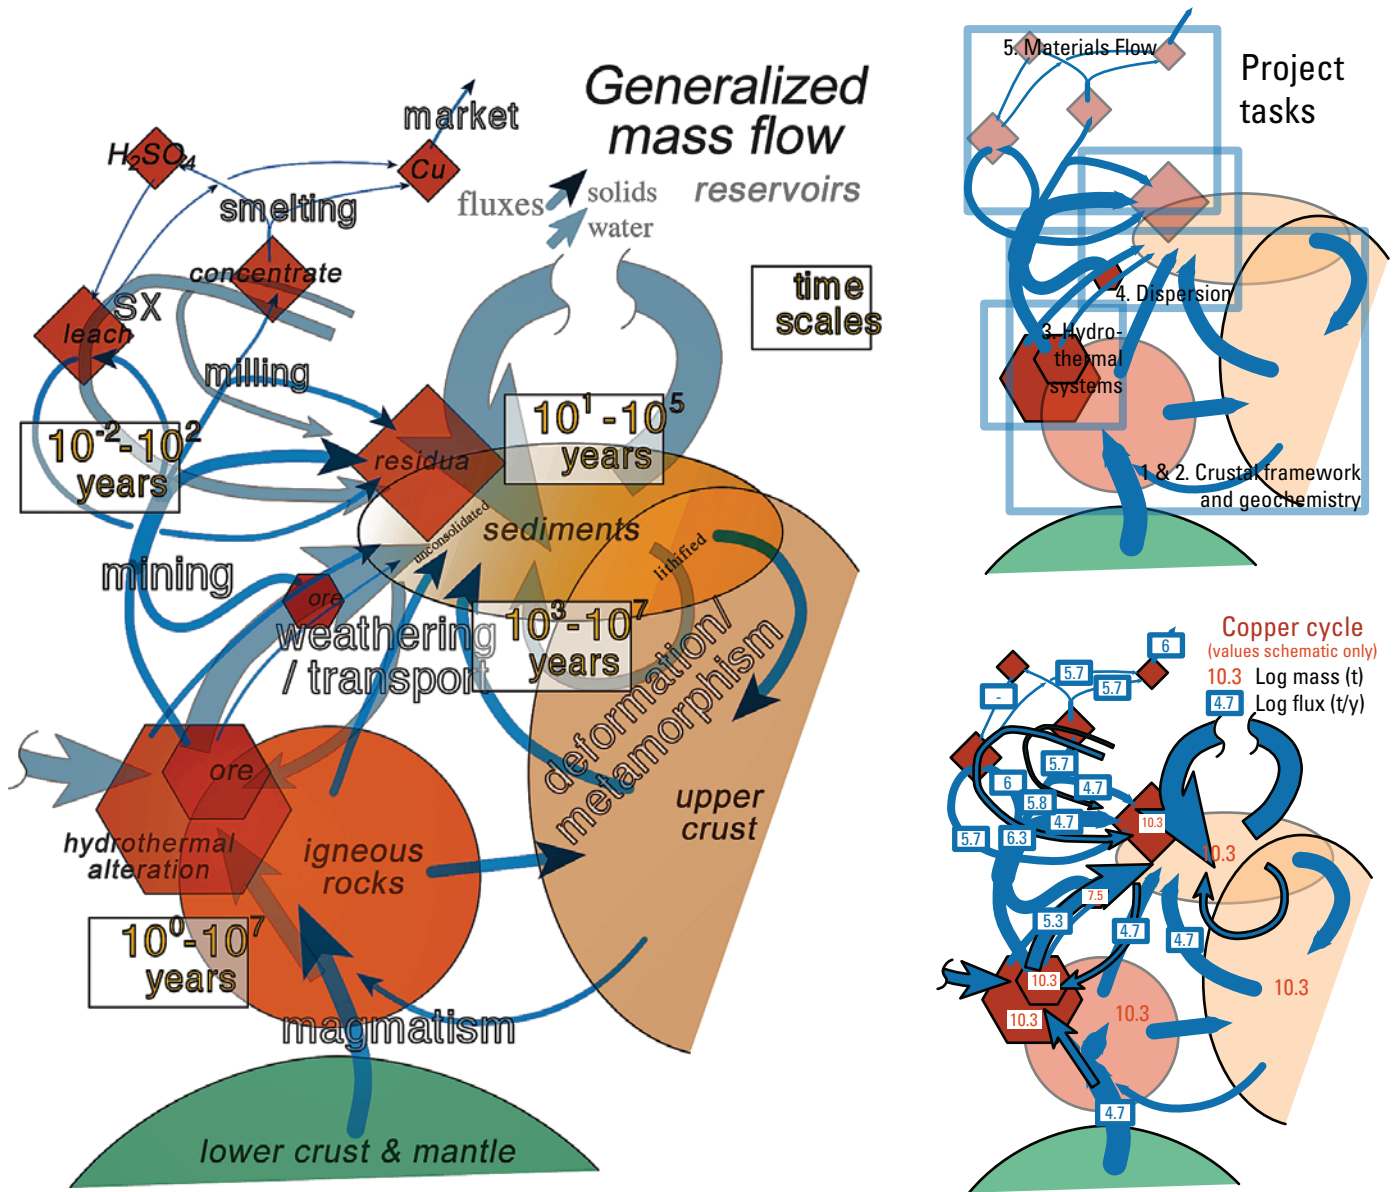 Generalized
mass flow
reservoirs
fluxes
solids
water
market
H₂SO₄
Cu
smelting
concentrate
SX
leach
milling
time
scales
10⁻²-10²
years
10¹-10⁵
years
residua
unconsolidated
sediments
lithified
mining
ore
weathering
/ transport
10³-10⁷
years
deformation/
metamorphism
ore
hydrothermal
alteration
igneous
rocks
upper
crust
10⁰-10⁷
years
magmatism
lower crust & mantle
Project
tasks
5. Materials Flow
4. Dispersion
3. Hydro-
thermal
systems
1 & 2. Crustal framework
and geochemistry
Copper cycle
(values schematic only)
10.3 Log mass (t)
4.7 Log flux (t/y)
6
5.7
5.7
-
5.7
6
4.7
5.8
4.7
5.7
6.3
10.3
10.3
7.5
5.3
4.7
4.7
10.3
10.3
10.3
10.3
4.7